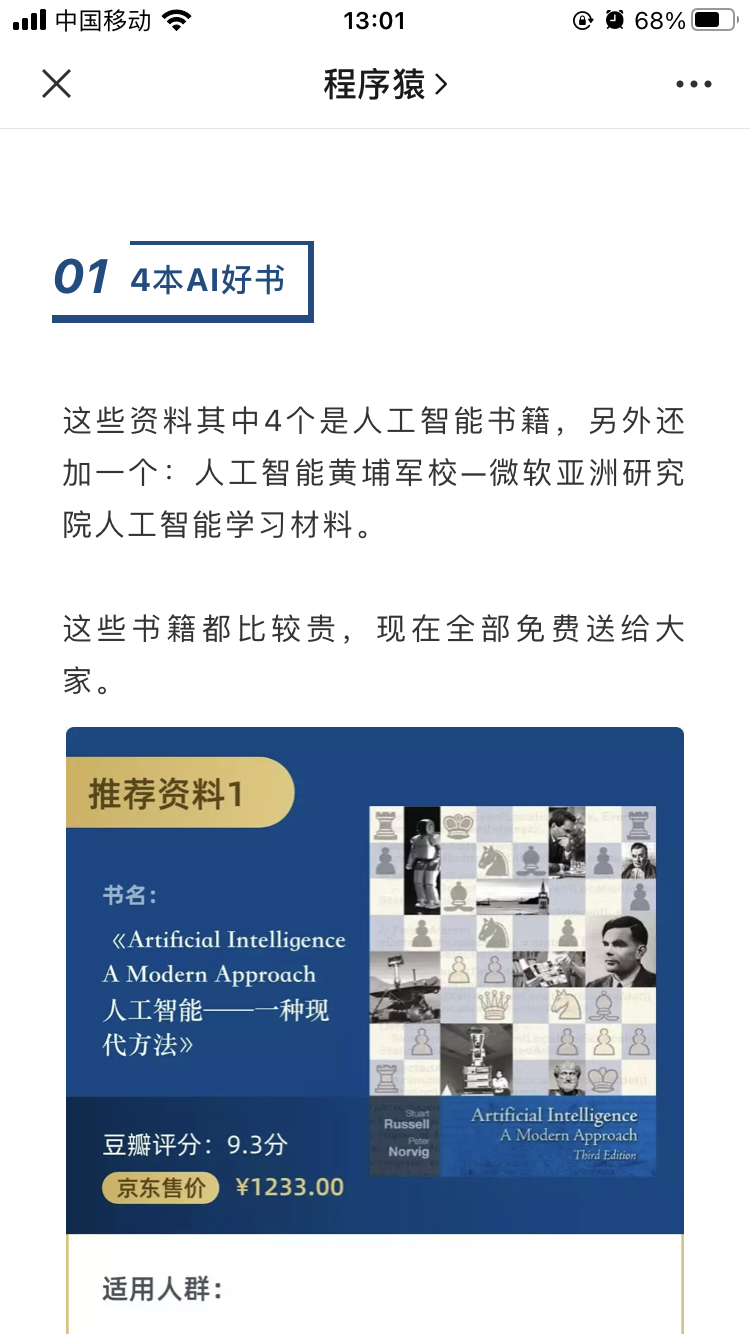 中国移动
13:01
68%
程序猿
01 4本AI好书
这些资料其中4个是人工智能书籍，另外还
加一个：人工智能黄埔军校—微软亚洲研究
院人工智能学习材料。
这些书籍都比较贵，现在全部免费送给大
家。
推荐资料1
书名：
《Artificial Intelligence
A Modern Approach
人工智能——一种现
代方法》
豆瓣评分：9.3分
京东售价 ¥1233.00
Stuart
Russell
Peter
Norvig
Artificial Intelligence
A Modern Approach
Third Edition
适用人群：